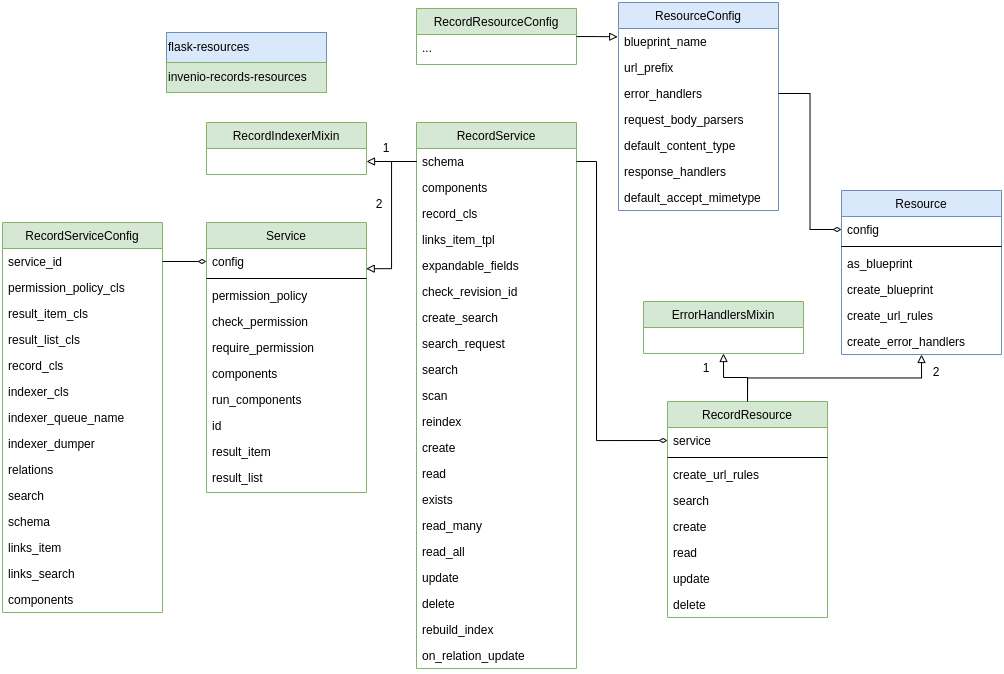 flask-resources
invenio-records-resources
RecordResourceConfig
...
ResourceConfig
blueprint_name
url_prefix
error_handlers
request_body_parsers
default_content_type
response_handlers
default_accept_mimetype
RecordIndexerMixin
1
2
RecordService
schema
components
record_cls
links_item_tpl
expandable_fields
check_revision_id
create_search
search_request
search
scan
reindex
create
read
exists
read_many
read_all
update
delete
rebuild_index
on_relation_update
Resource
config
as_blueprint
create_blueprint
create_url_rules
create_error_handlers
RecordServiceConfig
service_id
permission_policy_cls
result_item_cls
result_list_cls
record_cls
indexer_cls
indexer_queue_name
indexer_dumper
relations
search
schema
links_item
links_search
components
Service
config
permission_policy
check_permission
require_permission
components
run_components
id
result_item
result_list
ErrorHandlersMixin
1
2
RecordResource
service
create_url_rules
search
create
read
update
delete